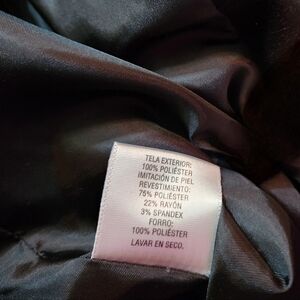 TELA EXTERIOR:
100% POLIÉSTER
IMITACIÓN DE PIEL
REVESTIMIENTO:
75% POLIÉSTER
22% RAYÓN
3% SPANDEX
FORRO:
100% POLIÉSTER
LAVAR EN SECO.